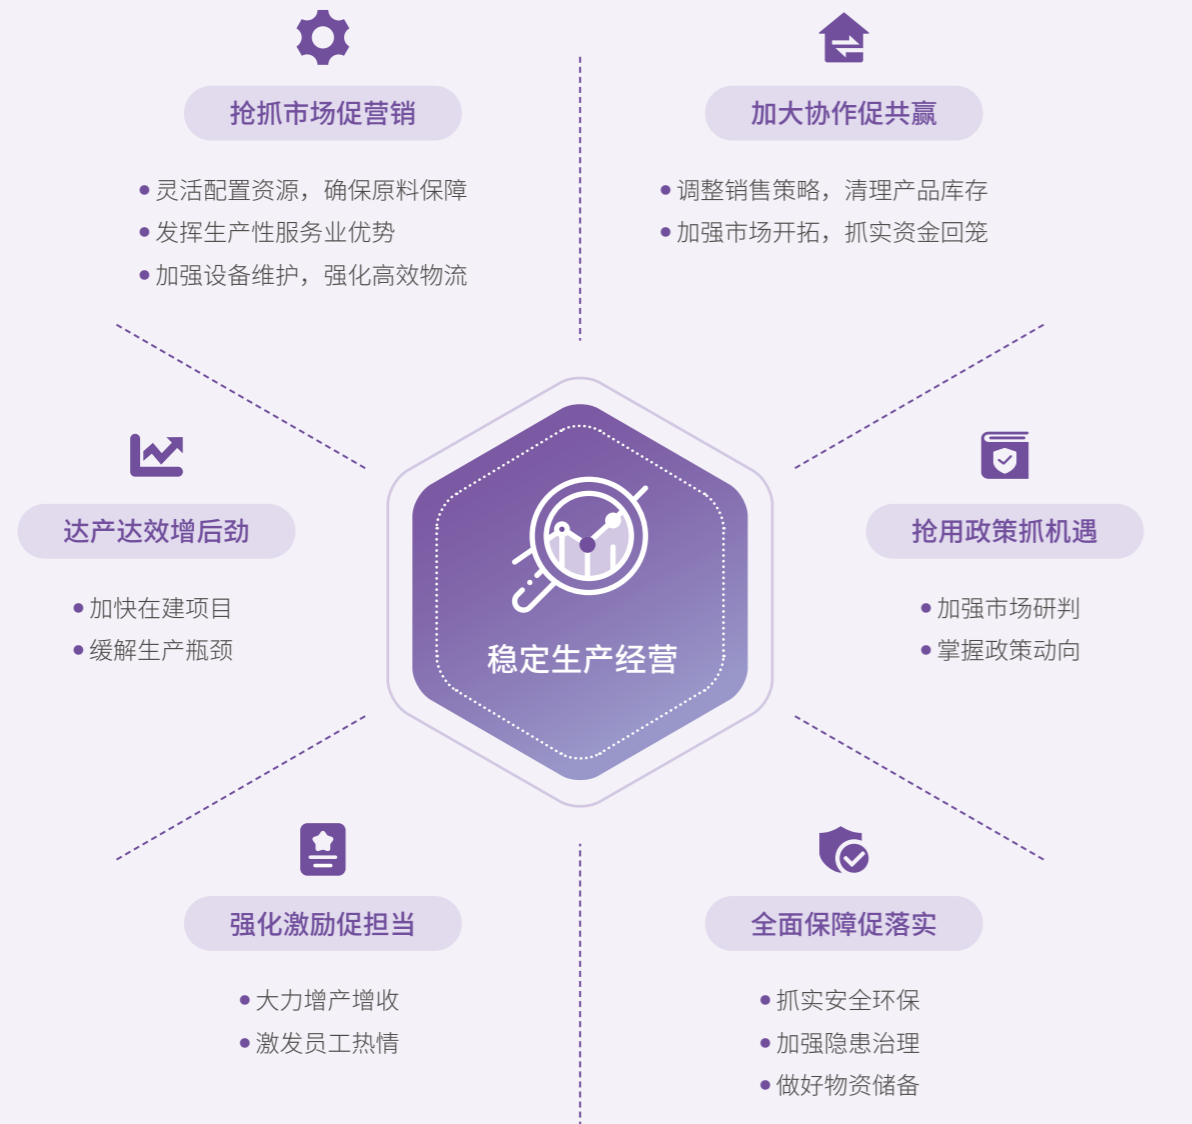 抢抓市场促营销
灵活配置资源，确保原料保障
发挥生产性服务业优势
加强设备维护，强化高效物流
加大协作促共赢
调整销售策略，清理产品库存
加强市场开拓，抓实资金回笼
达产达效增后劲
加快在建项目
缓解生产瓶颈
稳定生产经营
抢用政策抓机遇
加强市场研判
掌握政策动向
强化激励促担当
大力增产增收
激发员工热情
全面保障促落实
抓实安全环保
加强隐患治理
做好物资储备